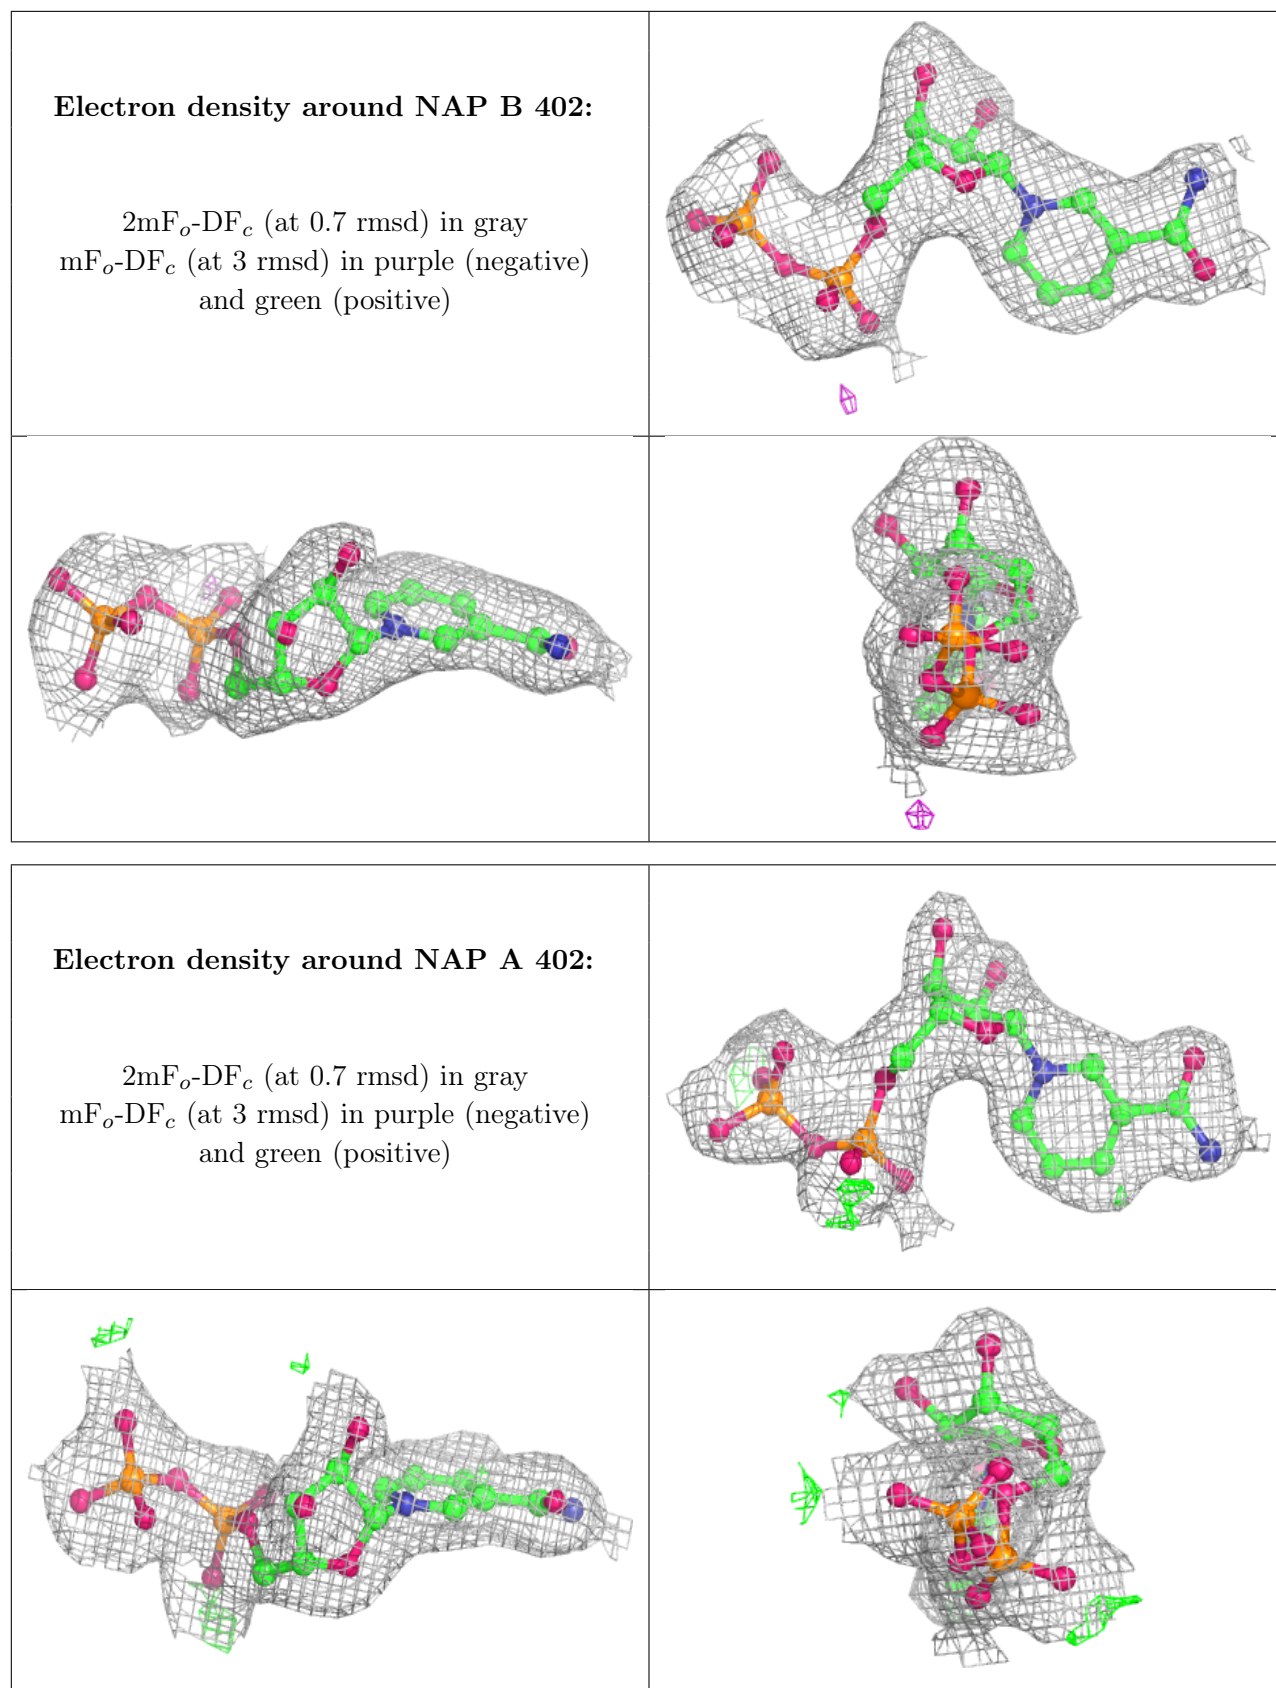 Electron density around NAP B 402:
2mFo-DFc (at 0.7 rmsd) in gray
mFo-DFc (at 3 rmsd) in purple (negative)
and green (positive)
Electron density around NAP A 402:
2mFo-DFc (at 0.7 rmsd) in gray
mFo-DFc (at 3 rmsd) in purple (negative)
and green (positive)